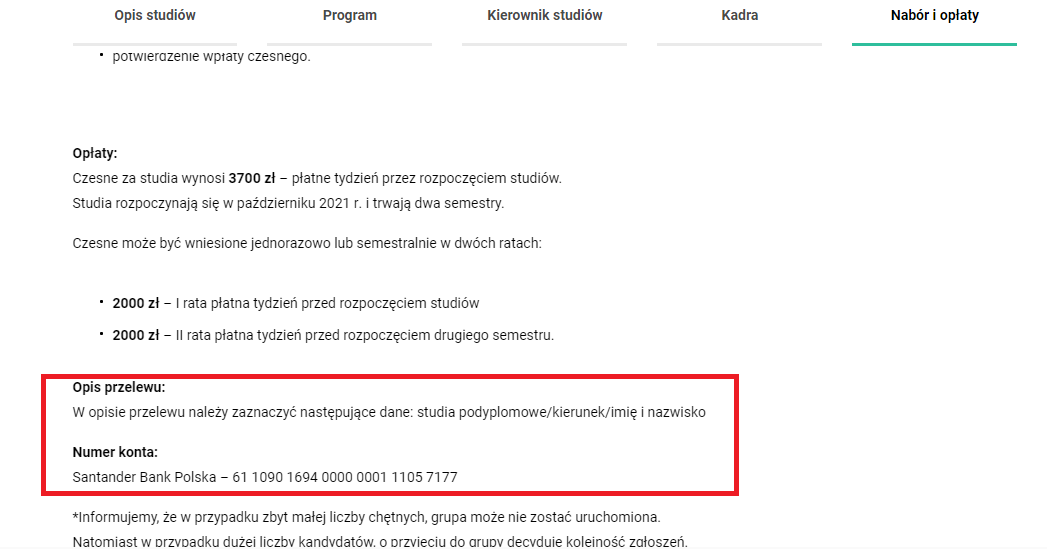 Opis studiów
Program
Kierownik studiów
Kadra
Nabór i opłaty
potwierdzenie wpłaty czesnego.
Opłaty:
Czesne za studia wynosi 3700 zł – płatne tydzień przez rozpoczęciem studiów.
Studia rozpoczynają się w październiku 2021 r. i trwają dwa semestry.
Czesne może być wniesione jednorazowo lub semestralnie w dwóch ratach:
2000 zł – I rata płatna tydzień przed rozpoczęciem studiów
2000 zł – II rata płatna tydzień przed rozpoczęciem drugiego semestru.
Opis przelewu:
W opisie przelewu należy zaznaczyć następujące dane: studia podyplomowe/kierunek/imię i nazwisko
Numer konta:
Santander Bank Polska – 61 1090 1694 0000 0001 1105 7177
*Informujemy, że w przypadku zbyt małej liczby chętnych, grupa może nie zostać uruchomiona.
Natomiast w przypadku dużej liczby kandydatów, o przyjęciu do grupy decyduje kolejność zgłoszeń.